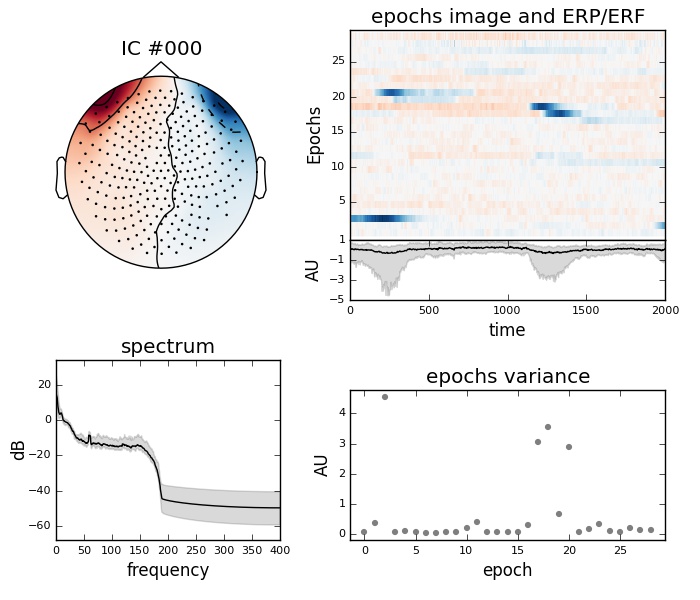 IC #000
epochs image and ERP/ERF
Epochs
25
20
15
10
5
1
-1
-3
-5
AU
0 500 1000 1500 2000
time
spectrum
dB
20
0
−20
−40
−60
0 50 100 150 200 250 300 350 400
frequency
epochs variance
AU
4
3
2
1
0
0 5 10 15 20 25
epoch